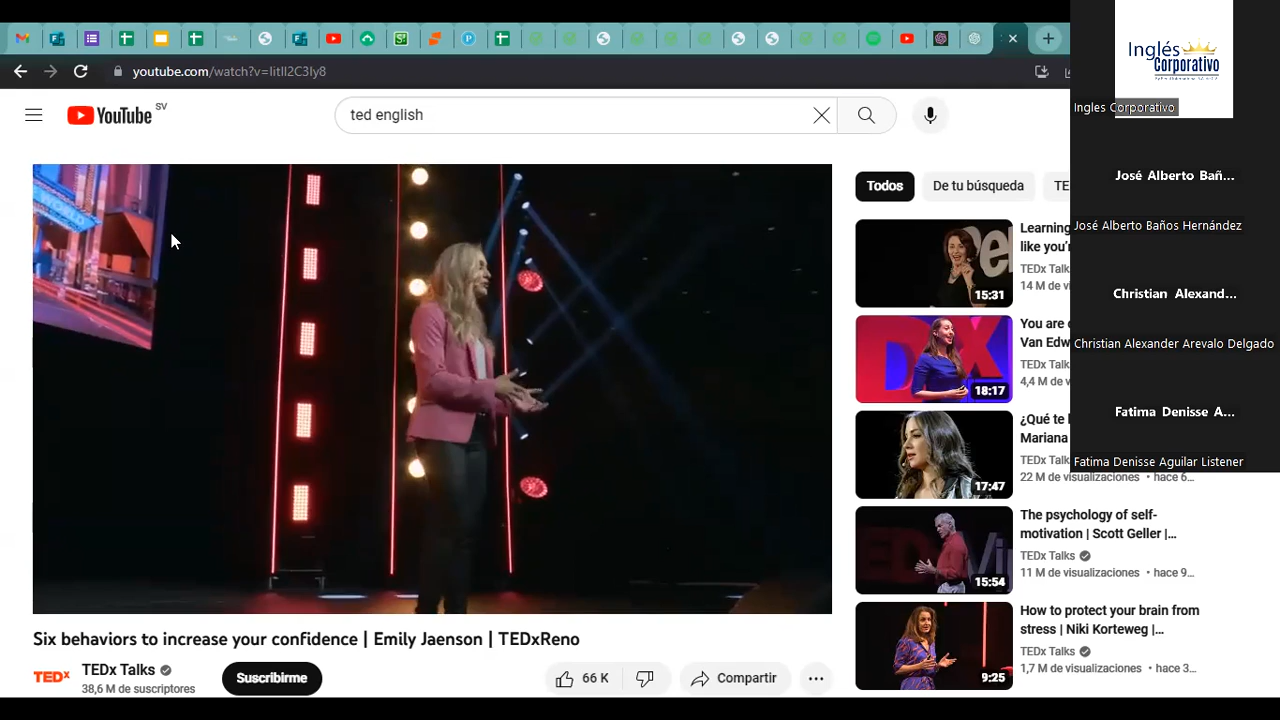 youtube.com/watch?v=IitIl2C3Iy8
YouTube SV
ted english
WORLD
Six behaviors to increase your confidence | Emily Jaenson | TEDxReno
TEDx
TEDx Talks
38,6 M de suscriptores
Suscribirme
66 K
Compartir
Todos
De tu búsqueda
TE
Learning
like you'r
TEDx Talk
14 M de vi
15:31
You are c
Van Edw
TEDx Talk
4,4 M de v
18:17
¿Qué te l
Mariana
TEDx Talk
22 M de visualizaciones • hace 6...
17:47
The psychology of self-
motivation | Scott Geller |...
TEDx Talks
11 M de visualizaciones • hace 9...
15:54
How to protect your brain from
stress | Niki Korteweg |...
TEDx Talks
1,7 M de visualizaciones • hace 3...
9:25
Inglés
Corporativo
Ingles Corporativo
José Alberto Bañ...
José Alberto Baños Hernández
Christian Alexand...
Christian Alexander Arevalo Delgado
Fatima Denisse A...
Fatima Denisse Aguilar Listener